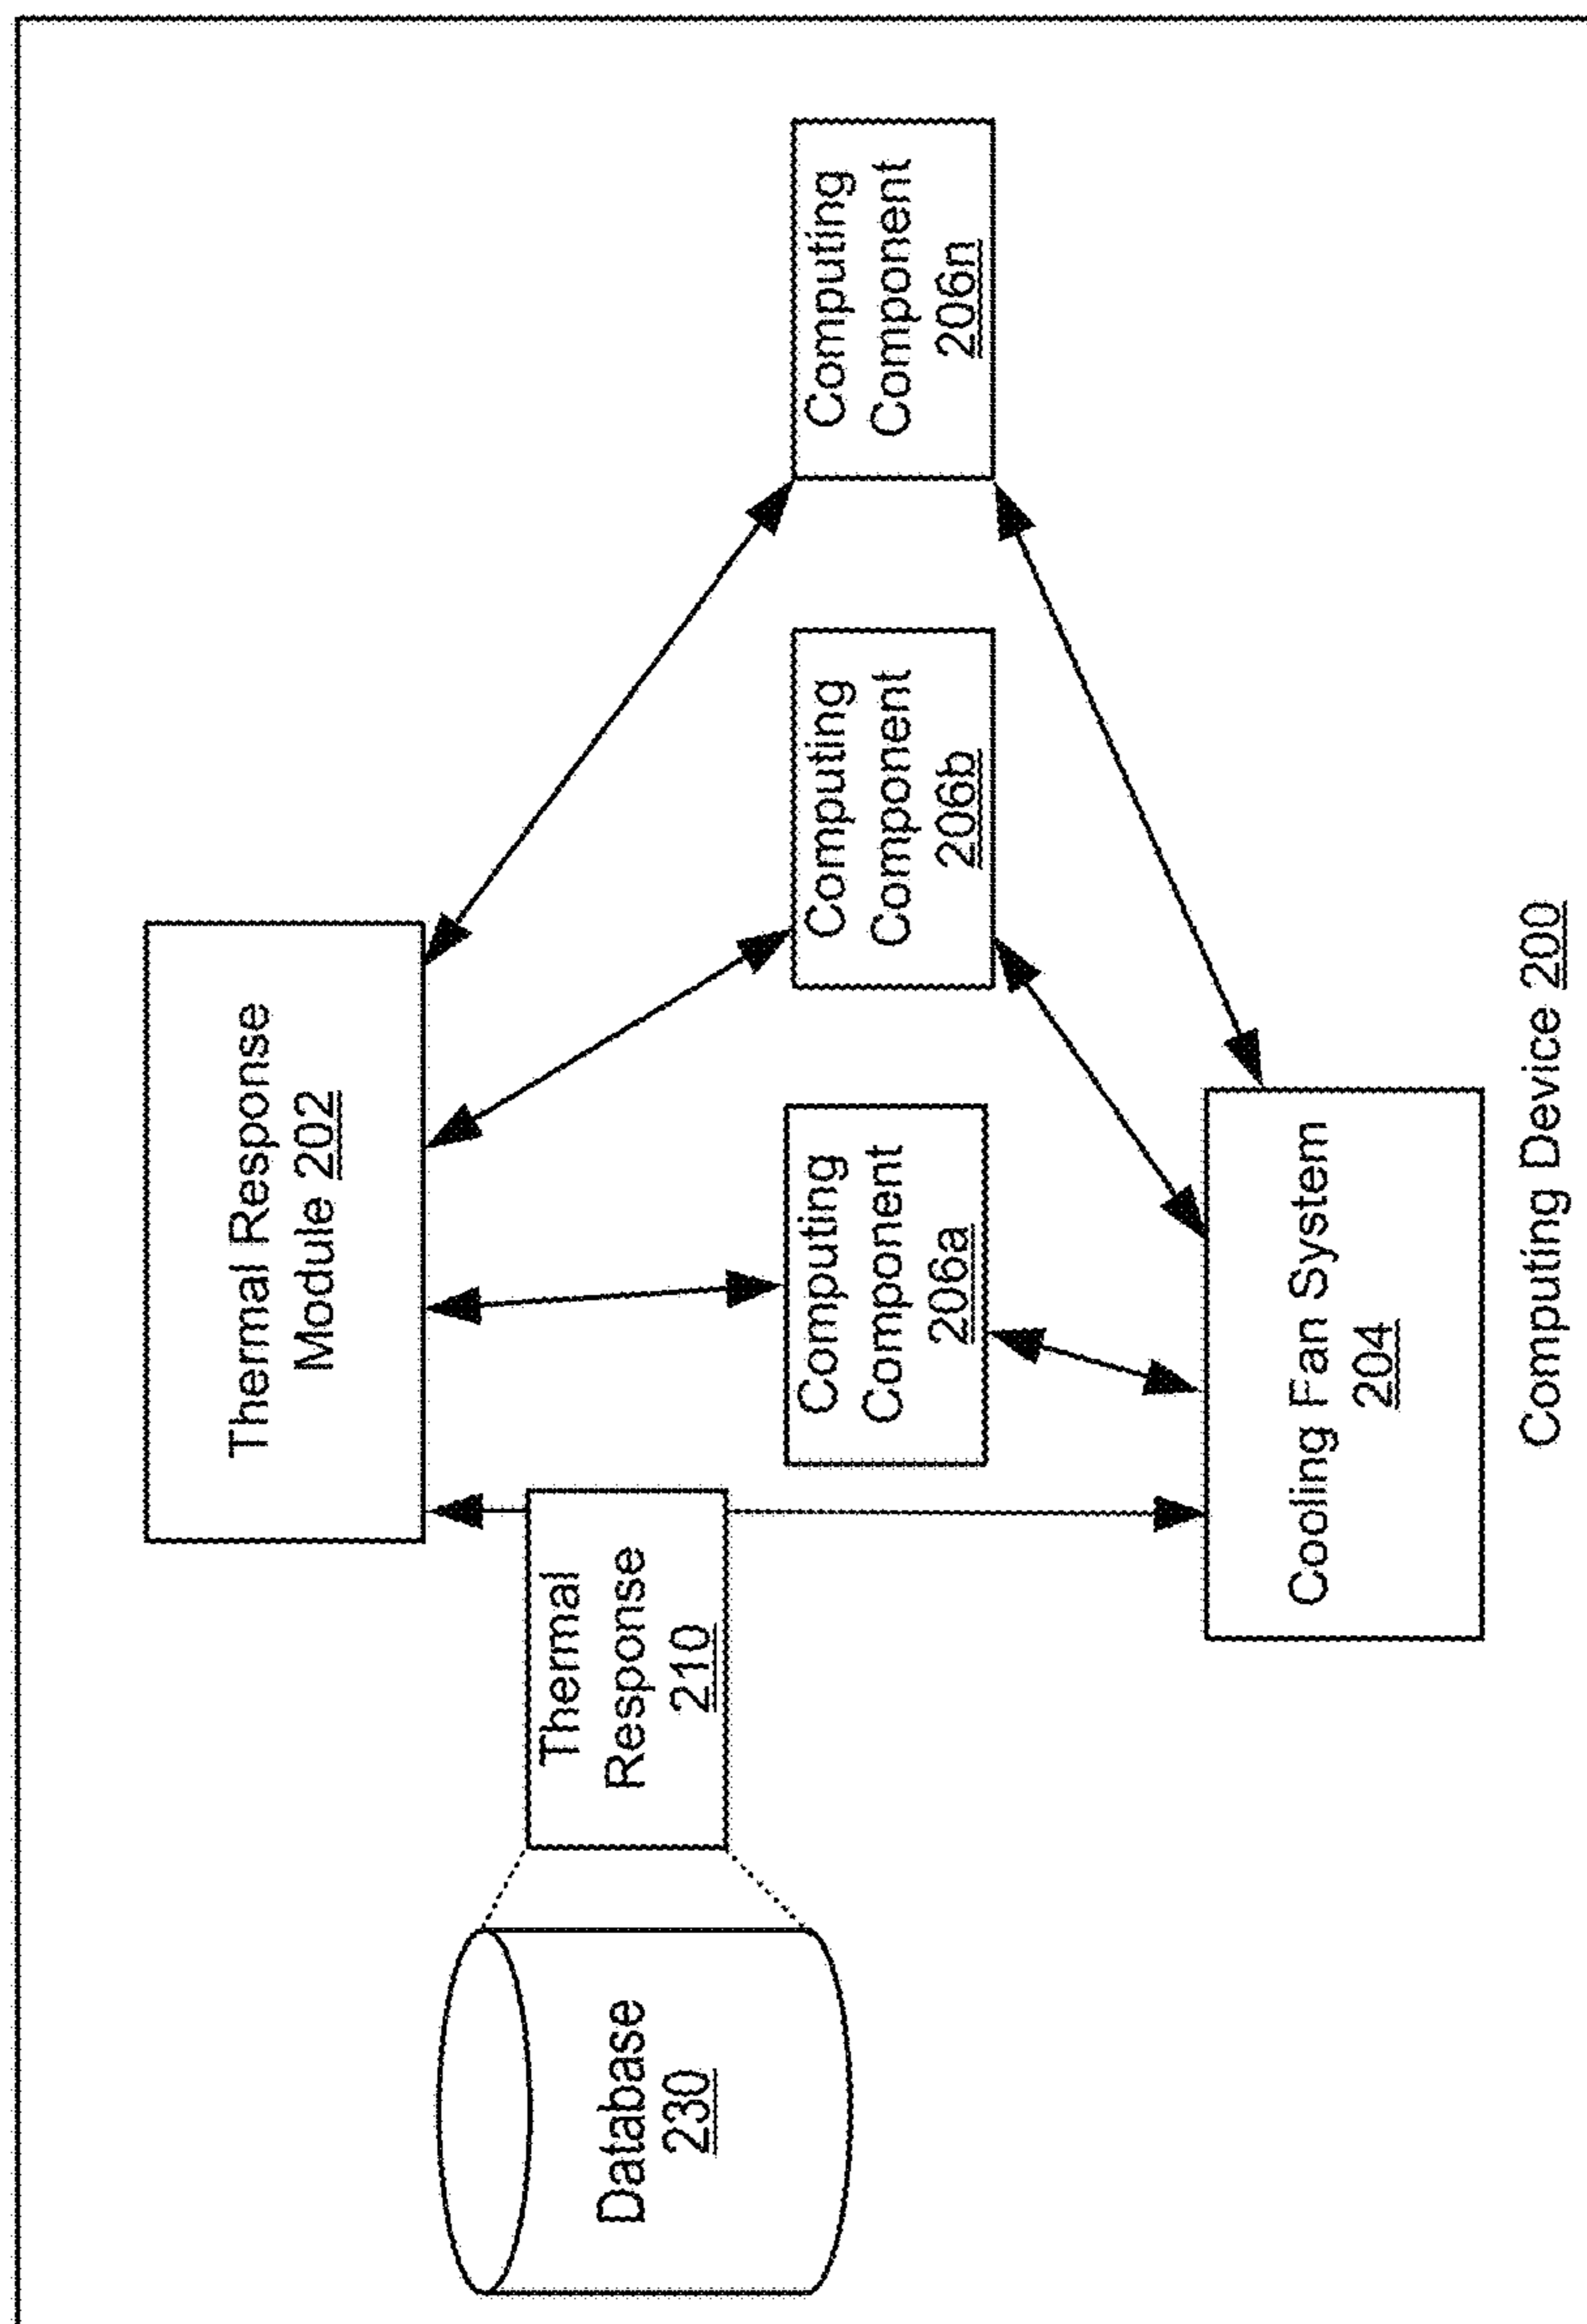 Thermal Response
Module 202
Database
230
Thermal
Response
210
Computing
Component
206a
Computing
Component
206b
Computing
Component
206n
Cooling Fan System
204
Computing Device 200